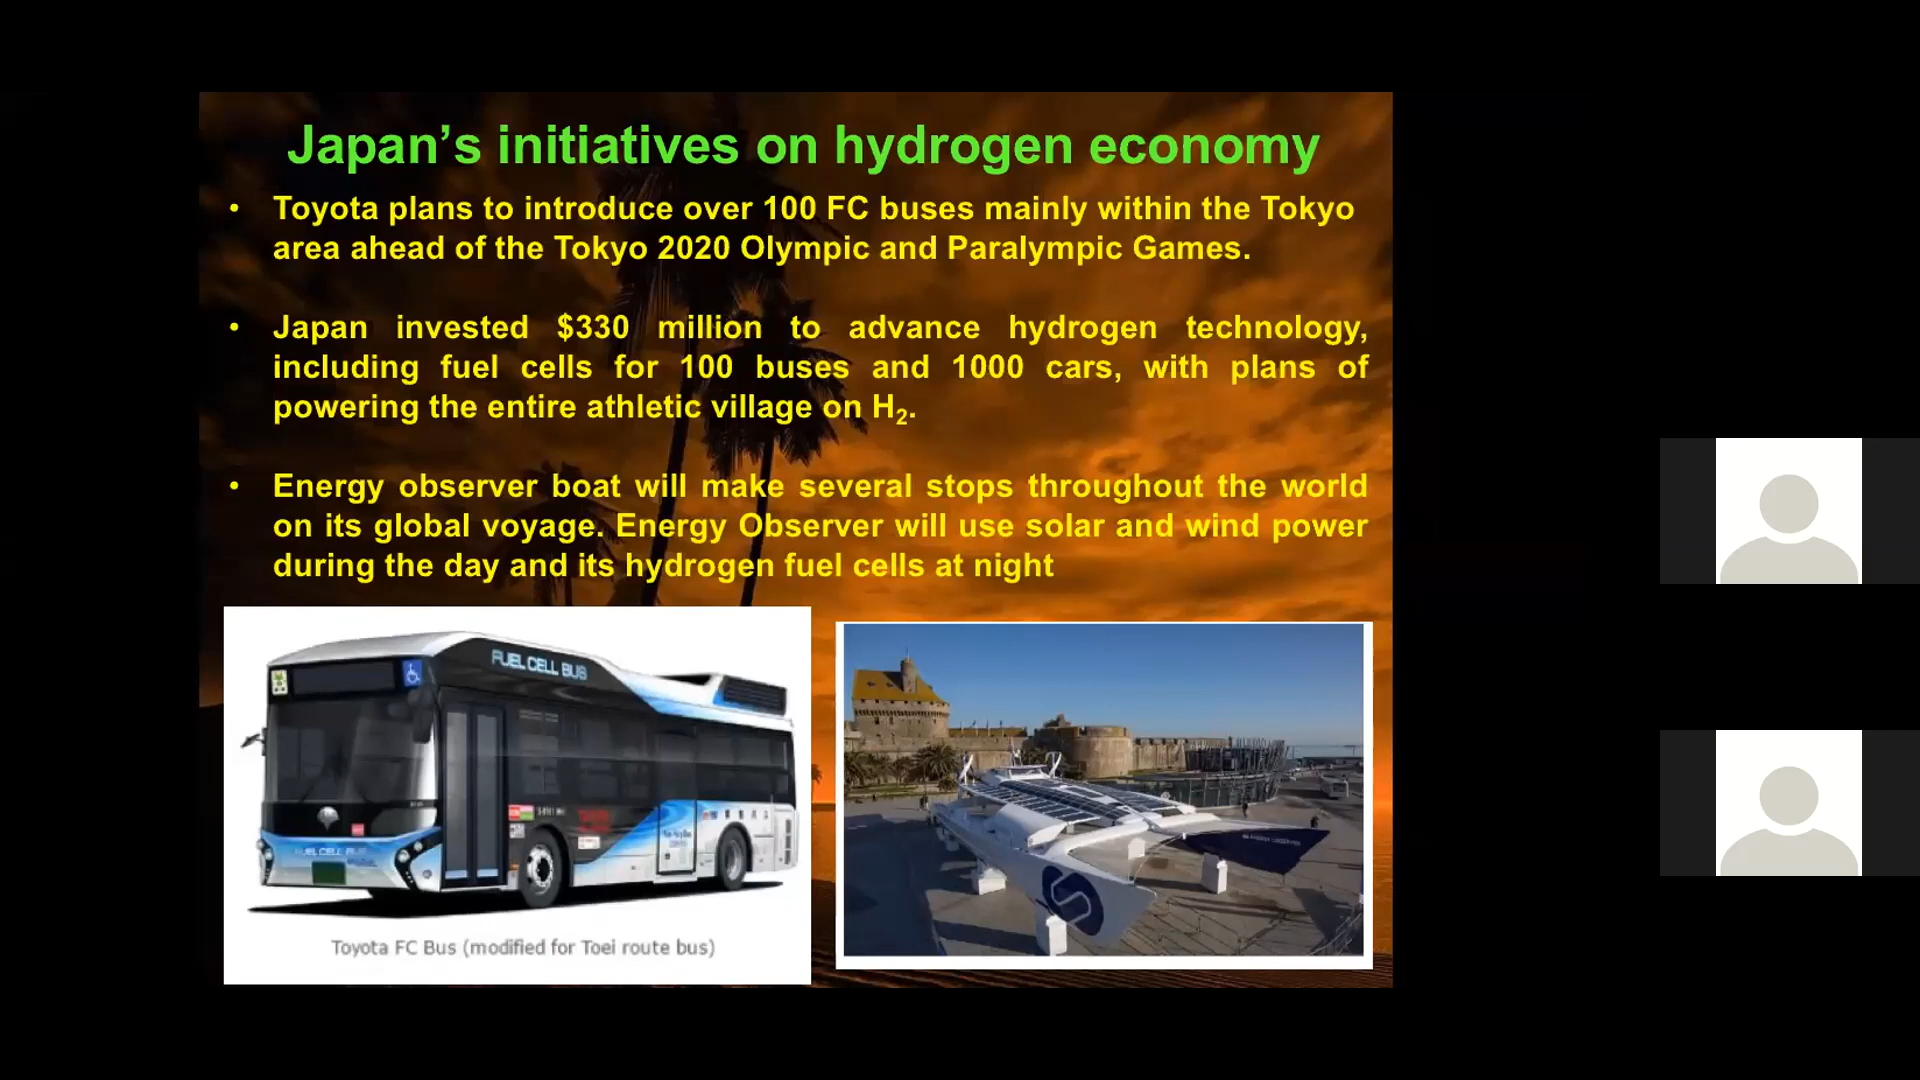 Japan’s initiatives on hydrogen economy
• Toyota plans to introduce over 100 FC buses mainly within the Tokyo
area ahead of the Tokyo 2020 Olympic and Paralympic Games.
• Japan invested $330 million to advance hydrogen technology,
including fuel cells for 100 buses and 1000 cars, with plans of
powering the entire athletic village on H₂.
• Energy observer boat will make several stops throughout the world
on its global voyage. Energy Observer will use solar and wind power
during the day and its hydrogen fuel cells at night
FUEL CELL BUS
FUEL CELL BUS
Toyota FC Bus (modified for Toei route bus)